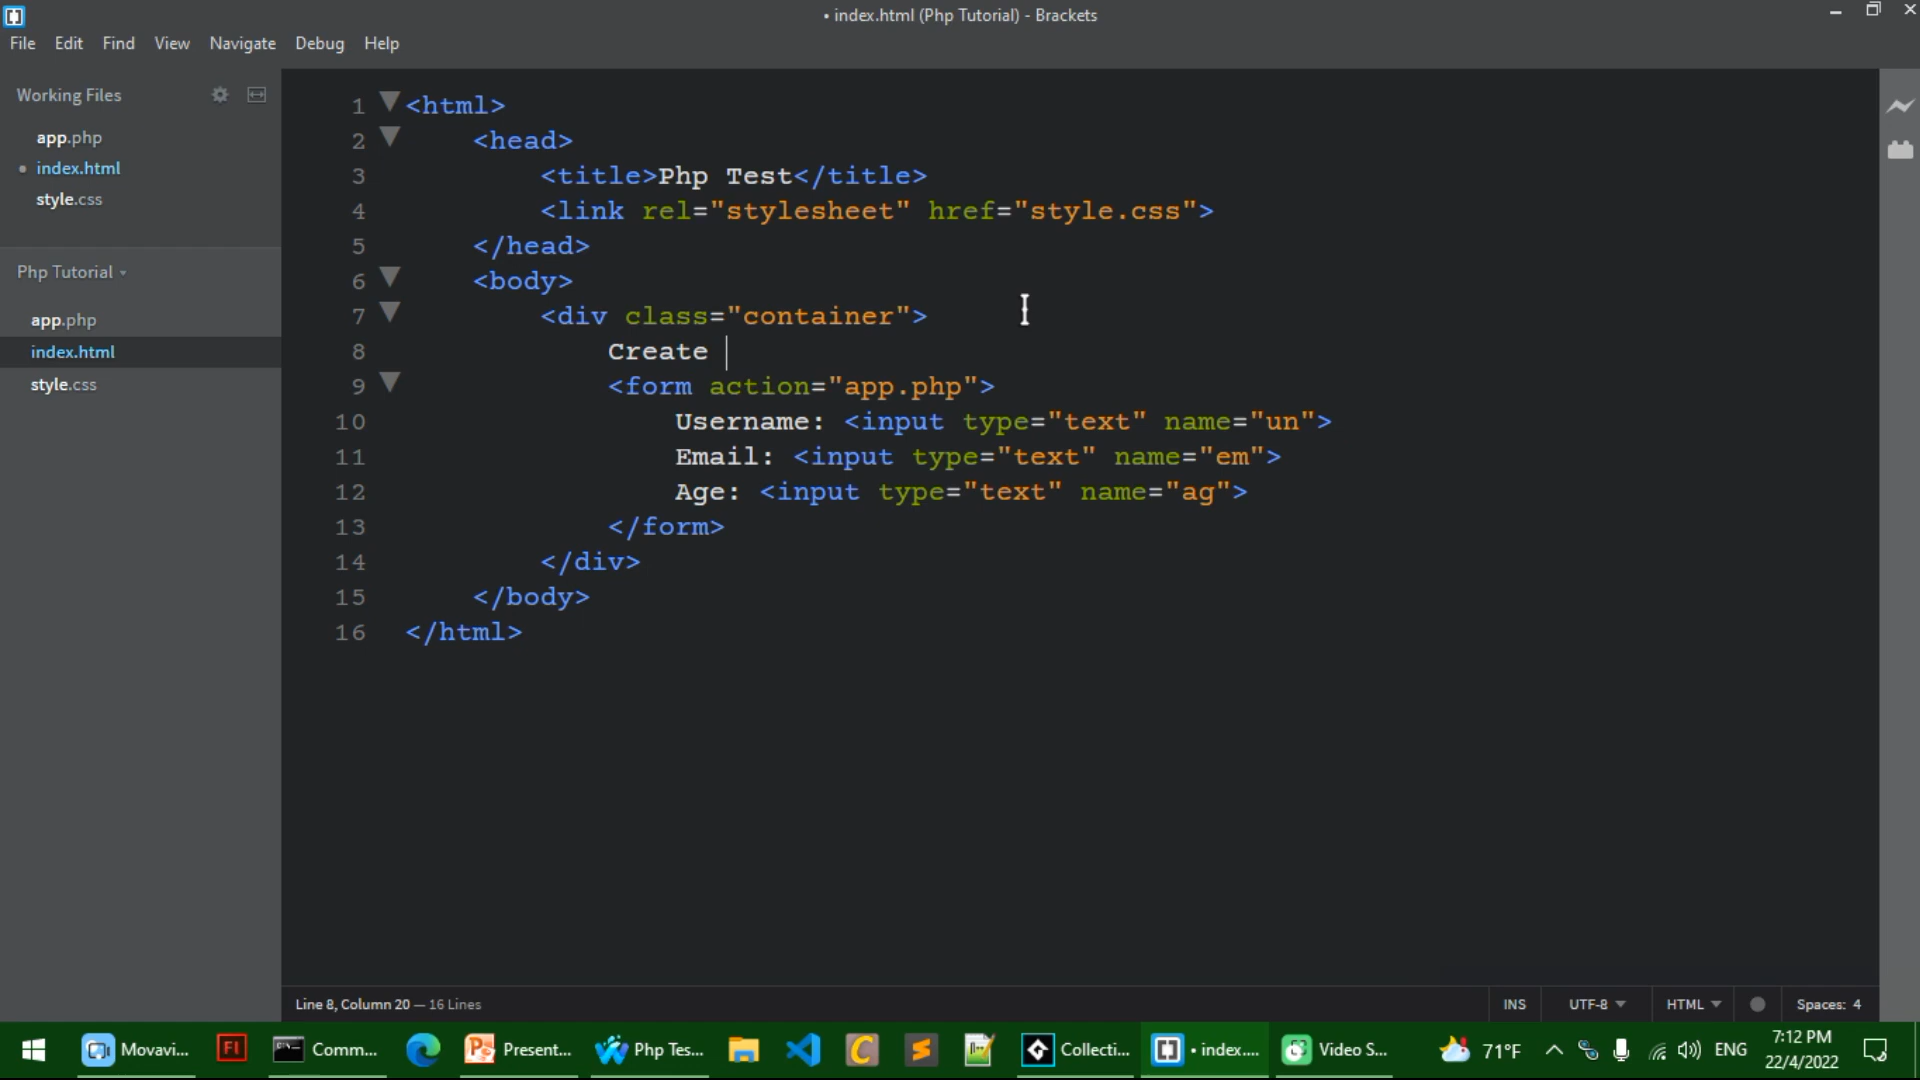 • index.html (Php Tutorial) - Brackets
File Edit Find View Navigate Debug Help
Working Files
app.php
• index.html
style.css
Php Tutorial
app.php
index.html
style.css
1 <html>
2 <head>
3 <title>Php Test</title>
4 <link rel="stylesheet" href="style.css">
5 </head>
6 <body>
7 <div class="container">
8 Create
9 <form action="app.php">
10 Username: <input type="text" name="un">
11 Email: <input type="text" name="em">
12 Age: <input type="text" name="ag">
13 </form>
14 </div>
15 </body>
16 </html>
Line 8, Column 20 — 16 Lines
INS UTF-8 HTML Spaces: 4
Movavi... Fl Comm... Present... Php Tes... Collecti... • index.... Video S... 71°F ENG 7:12 PM
22/4/2022